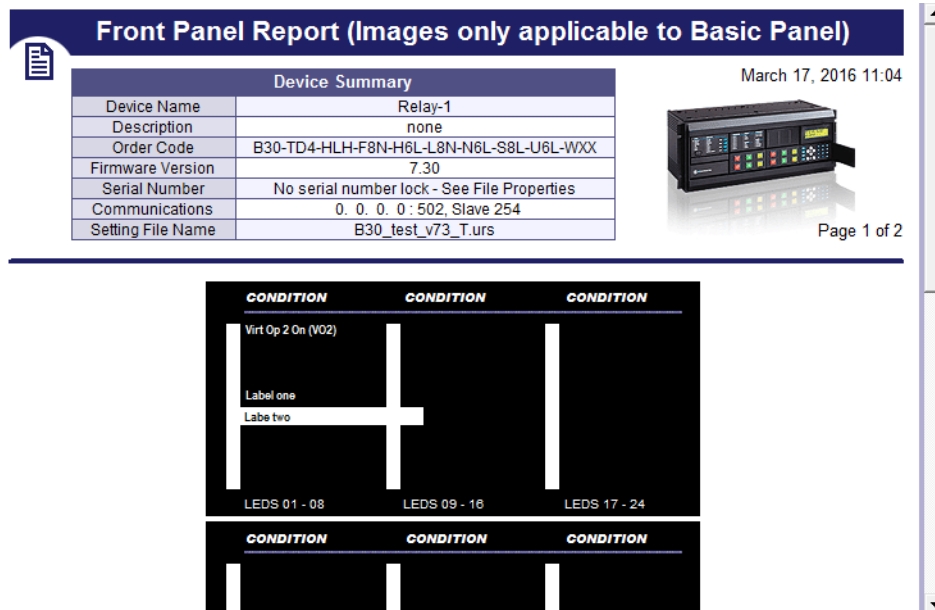 Front Panel Report (Images only applicable to Basic Panel)
March 17, 2016 11:04
Device Summary
Device Name Relay-1
Description none
Order Code B30-TD4-HLH-F8N-H6L-L8N-N6L-S8L-U6L-WXX
Firmware Version 7.30
Serial Number No serial number lock - See File Properties
Communications 0. 0. 0. 0 : 502, Slave 254
Setting File Name B30_test_v73_T.urs
Page 1 of 2
CONDITION CONDITION CONDITION
Virt Op 2 On (VO2)
Label one
Labe two
LEDS 01 - 08 LEDS 09 - 16 LEDS 17 - 24
CONDITION CONDITION CONDITION